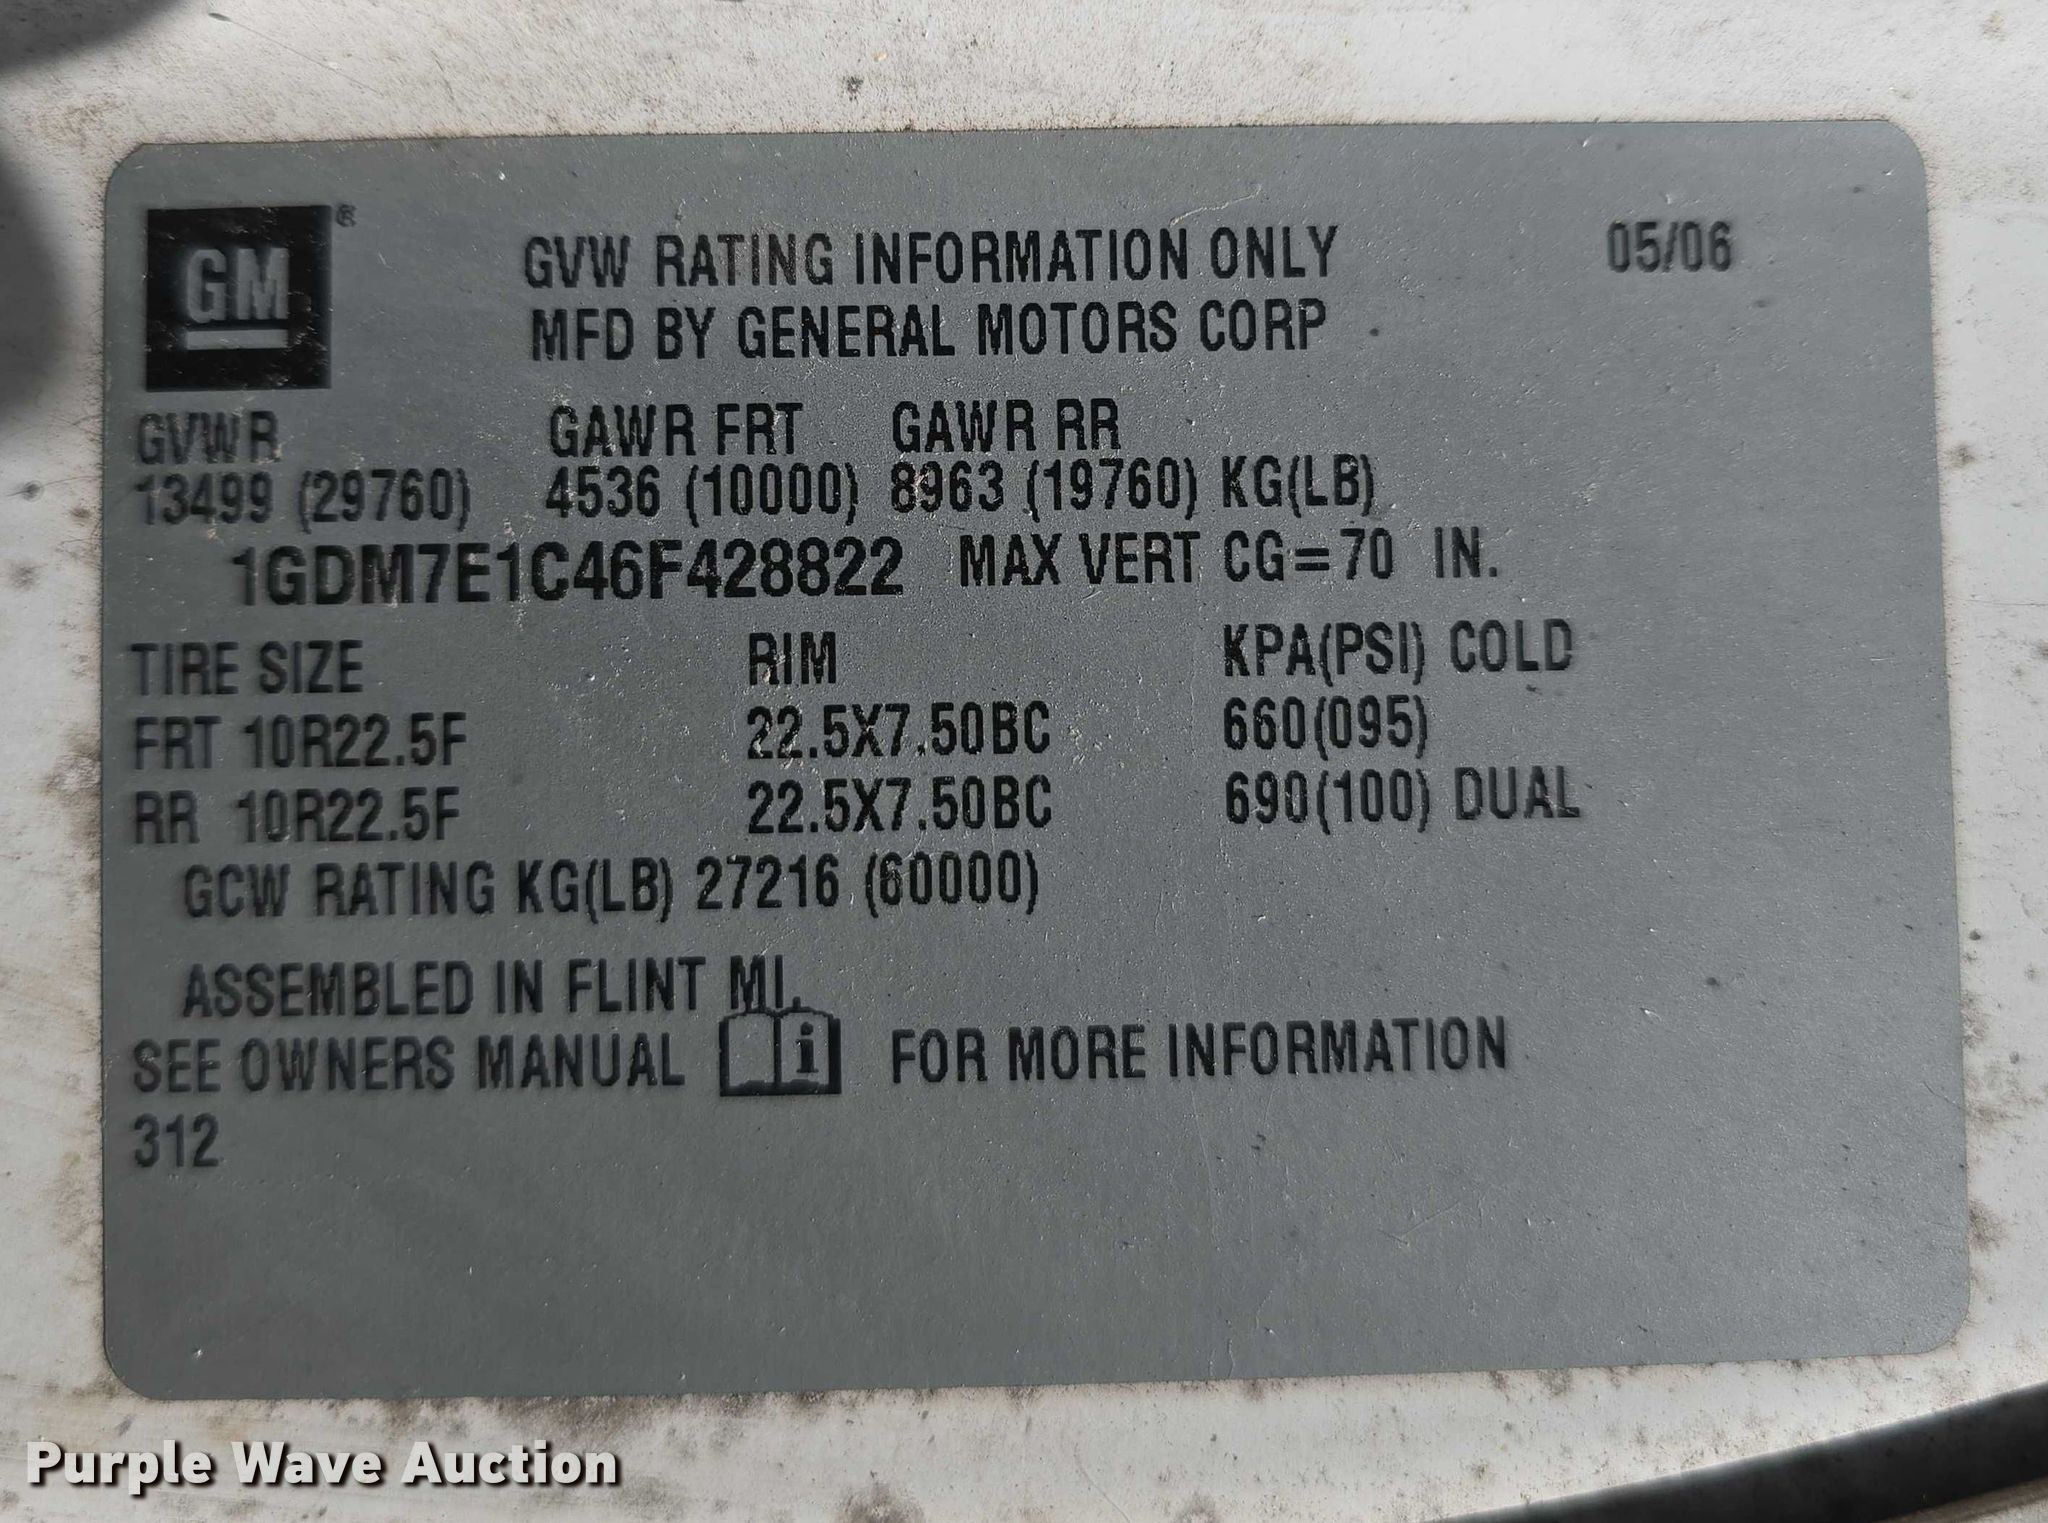 GM®
GVW RATING INFORMATION ONLY 05/06
MFD BY GENERAL MOTORS CORP
GVWR GAWR FRT GAWR RR
13499 (29760) 4536 (10000) 8963 (19760) KG(LB)
1GDM7E1C46F428822 MAX VERT CG=70 IN.
TIRE SIZE RIM KPA(PSI) COLD
FRT 10R22.5F 22.5X7.50BC 660(095)
RR 10R22.5F 22.5X7.50BC 690(100) DUAL
GCW RATING KG(LB) 27216 (60000)
ASSEMBLED IN FLINT MI.
SEE OWNERS MANUAL i FOR MORE INFORMATION
312
Purple Wave Auction